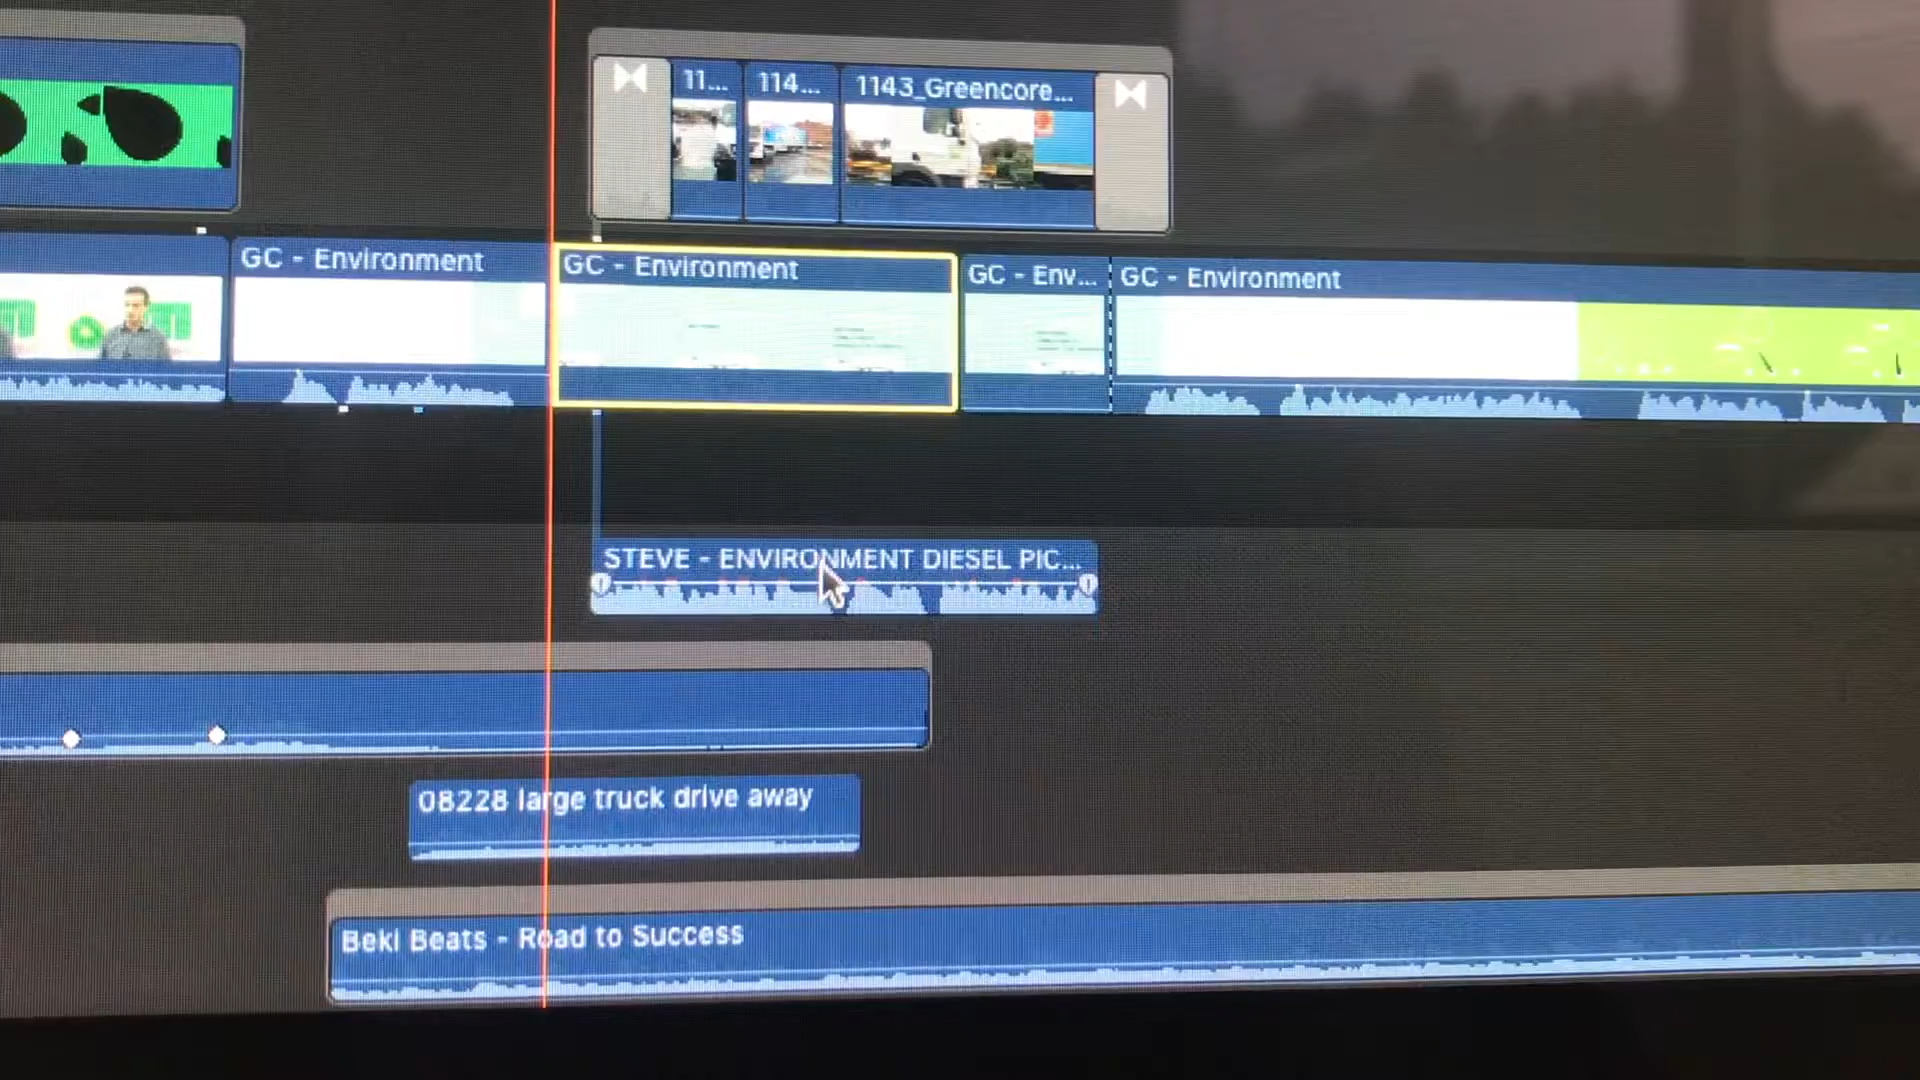 11...
114...
1143_Greencore...
GC - Environment
GC - Environment
GC - Env...
GC - Environment
STEVE - ENVIRONMENT DIESEL PIC...
08228 large truck drive away
Beki Beats - Road to Success